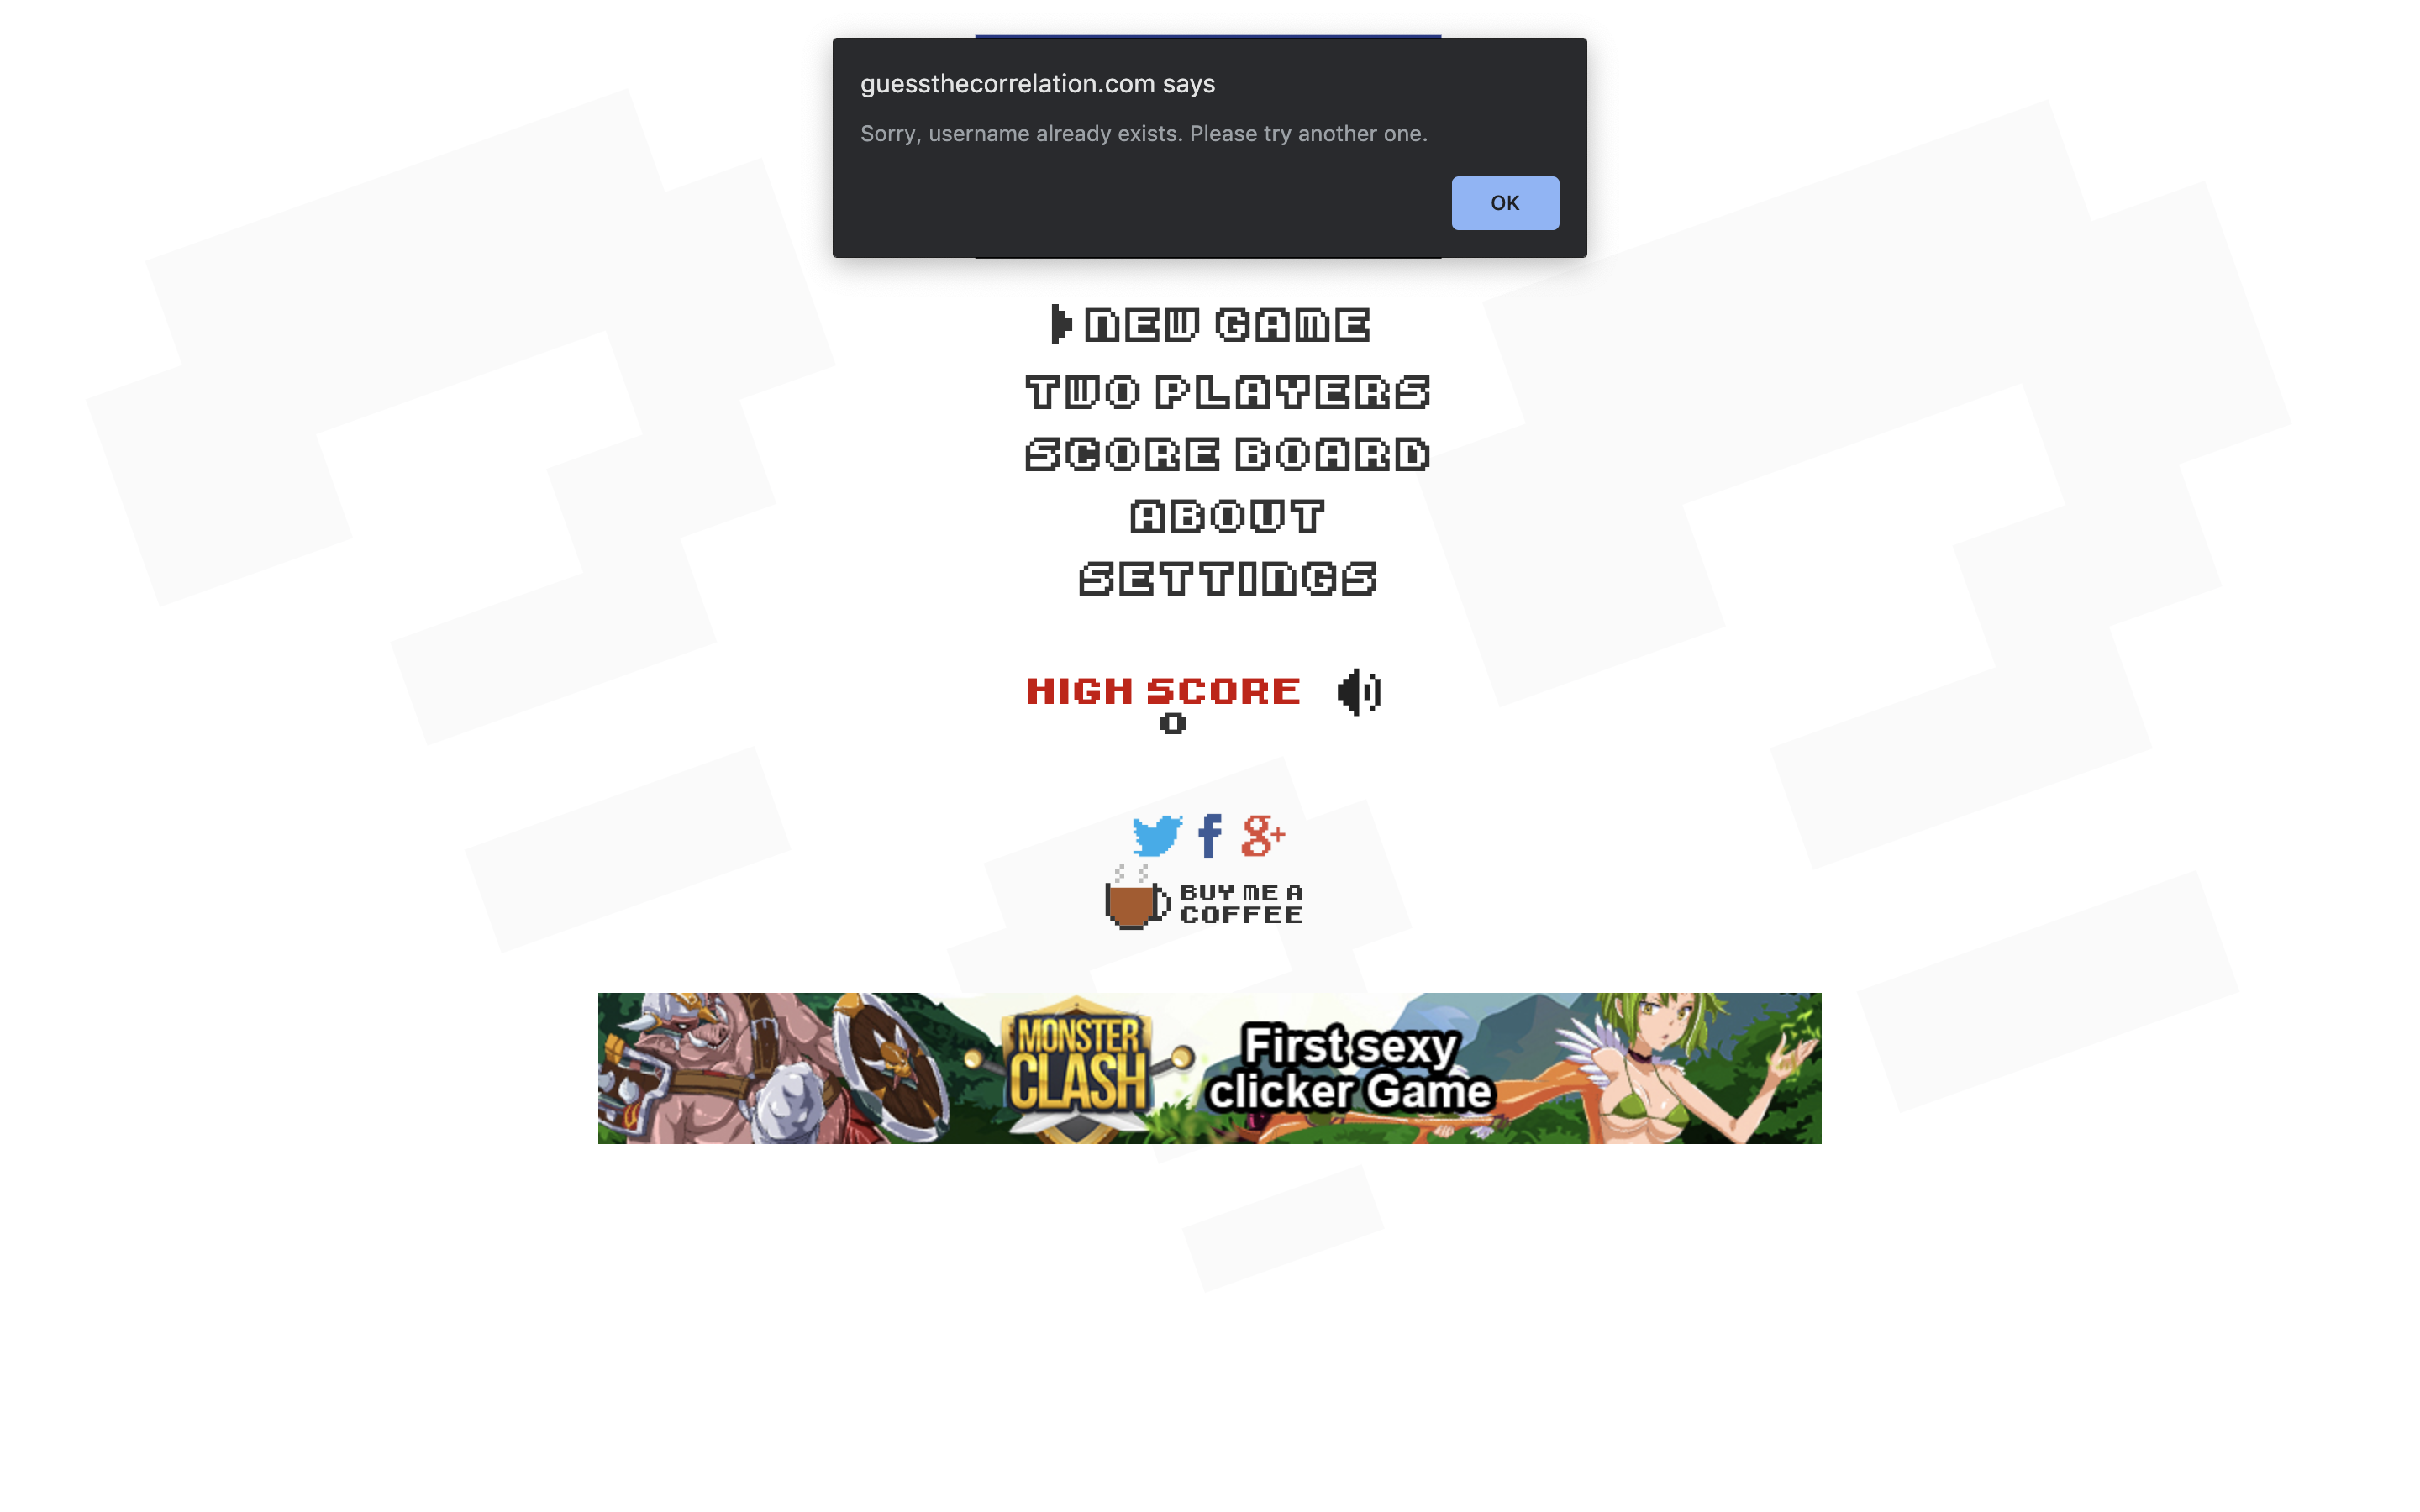 guessthecorrelation.com says
Sorry, username already exists. Please try another one.
OK
NEW GAME
TWO PLAYERS
SCORE BOARD
ABOUT
SETTINGS
HIGH SCORE
0
BUY ME A
COFFEE
MONSTER
CLASH
First sexy
clicker Game